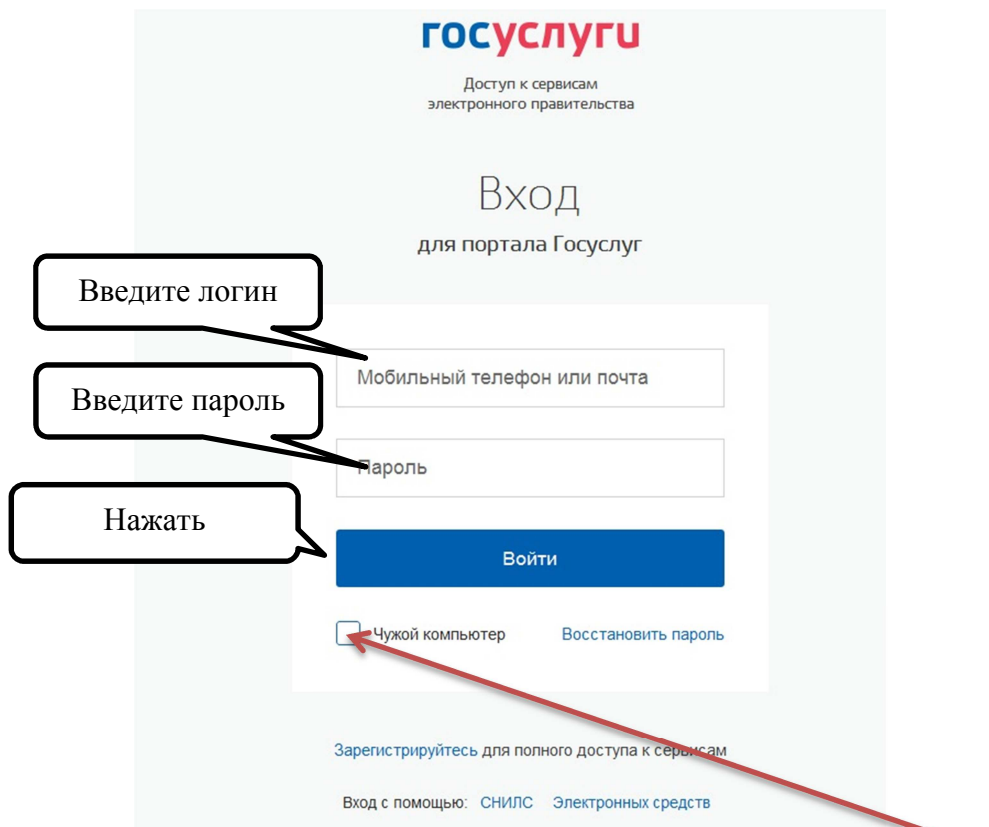 госуслуги
Доступ к сервисам
электронного правительства
Вход
для портала Госуслуг
Введите логин
Мобильный телефон или почта
Введите пароль
Пароль
Нажать
Войти
Чужой компьютер
Восстановить пароль
Зарегистрируйтесь для полного доступа к сервисам
Вход с помощью: СНИЛС Электронных средств